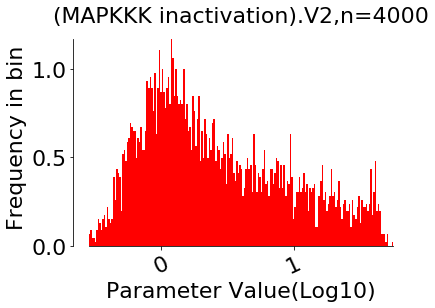 (MAPKKK inactivation).V2,n=4000
Frequency in bin
1.0
0.5
0.0
0
1
Parameter Value(Log10)